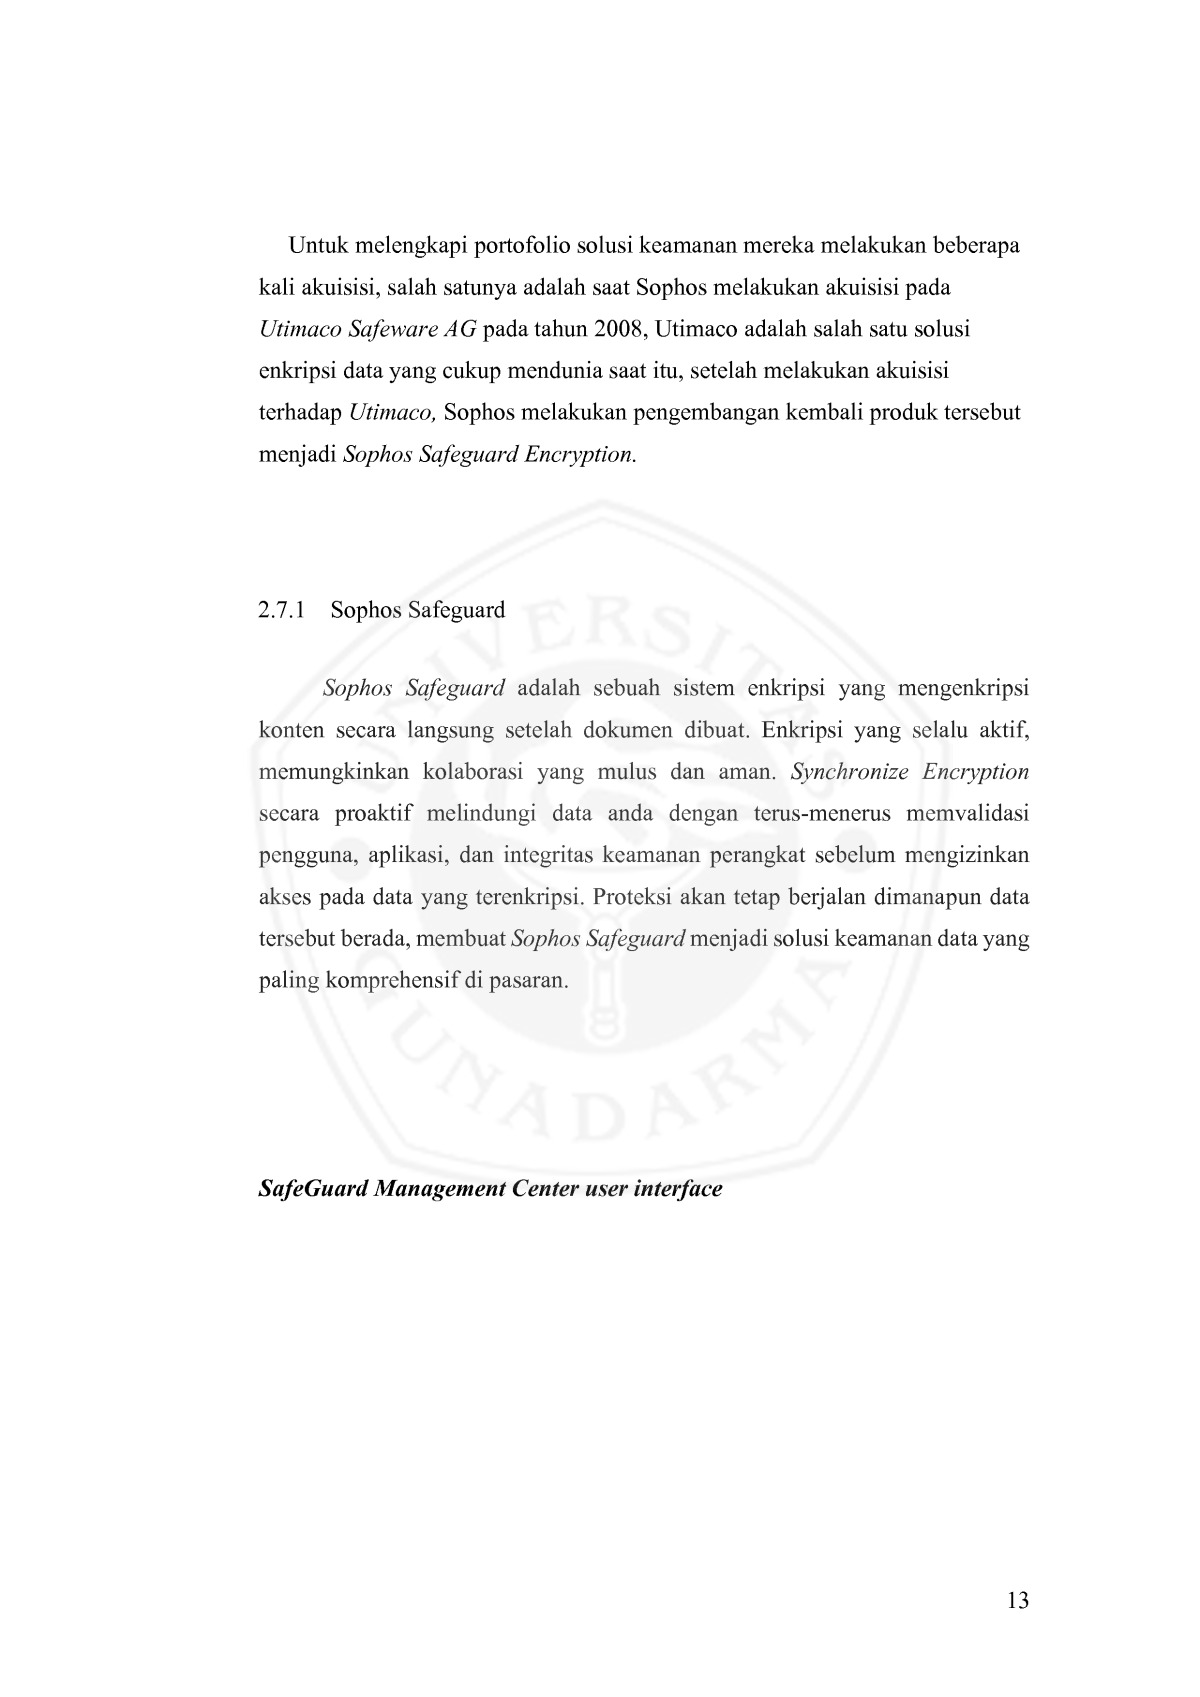 Untuk melengkapi portofolio solusi keamanan mereka melakukan beberapa
kali akuisisi, salah satunya adalah saat Sophos melakukan akuisisi pada
Utimaco Safeware AG pada tahun 2008, Utimaco adalah salah satu solusi
enkripsi data yang cukup mendunia saat itu, setelah melakukan akuisisi
terhadap Utimaco, Sophos melakukan pengembangan kembali produk tersebut
menjadi Sophos Safeguard Encryption.
UNIVERSITAS
2.7.1 Sophos Safeguard
Sophos Safeguard adalah sebuah sistem enkripsi yang mengenkripsi
konten secara langsung setelah dokumen dibuat. Enkripsi yang selalu aktif,
memungkinkan kolaborasi yang mulus dan aman. Synchronize Encryption
secara proaktif melindungi data anda dengan terus-menerus memvalidasi
pengguna, aplikasi, dan integritas keamanan perangkat sebelum mengizinkan
akses pada data yang terenkripsi. Proteksi akan tetap berjalan dimanapun data
tersebut berada, membuat Sophos Safeguard menjadi solusi keamanan data yang
paling komprehensif di pasaran.
GUNADARMA
SafeGuard Management Center user interface
13